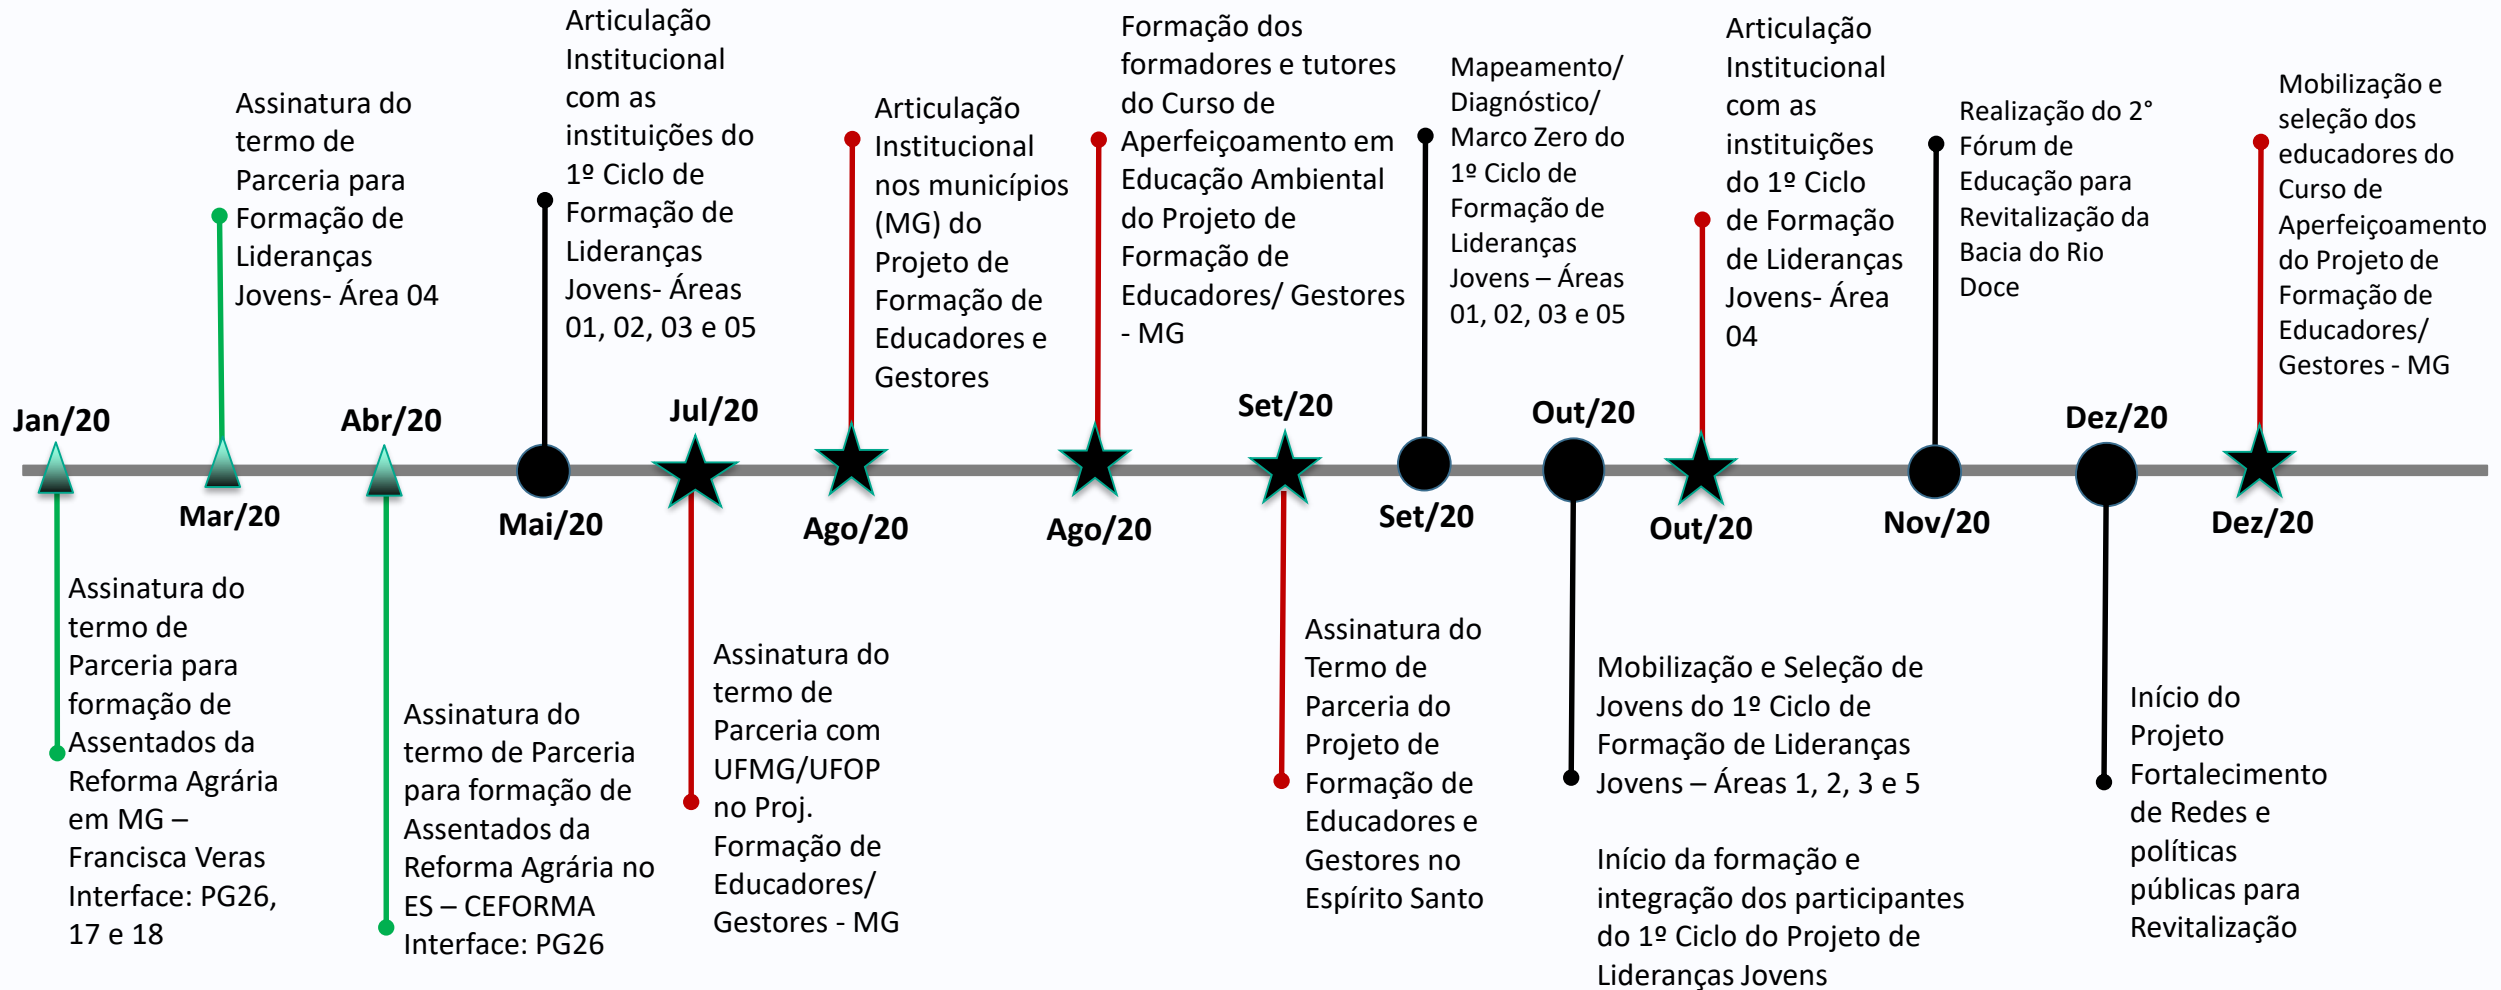 Jan/20
Assinatura do
termo de
Parceria para
formação de
Assentados da
Reforma Agrária
em MG –
Francisca Veras
Interface: PG26,
17 e 18
Assinatura do
termo de
Parceria para
Formação de
Lideranças
Jovens- Área 04
Mar/20
Abr/20
Assinatura do
termo de Parceria
para formação de
Assentados da
Reforma Agrária no
ES – CEFORMA
Interface: PG26
Articulação
Institucional
com as
instituições do
1º Ciclo de
Formação de
Lideranças
Jovens- Áreas
01, 02, 03 e 05
Mai/20
Jul/20
Assinatura do
termo de
Parceria com
UFMG/UFOP
no Proj.
Formação de
Educadores/
Gestores - MG
Articulação
Institucional
nos municípios
(MG) do
Projeto de
Formação de
Educadores e
Gestores
Ago/20
Formação dos
formadores e tutores
do Curso de
Aperfeiçoamento em
Educação Ambiental
do Projeto de
Formação de
Educadores/ Gestores
- MG
Ago/20
Set/20
Assinatura do
Termo de
Parceria do
Projeto de
Formação de
Educadores e
Gestores no
Espírito Santo
Mapeamento/
Diagnóstico/
Marco Zero do
1º Ciclo de
Formação de
Lideranças
Jovens – Áreas
01, 02, 03 e 05
Set/20
Out/20
Mobilização e Seleção de
Jovens do 1º Ciclo de
Formação de Lideranças
Jovens – Áreas 1, 2, 3 e 5
Início da formação e
integração dos participantes
do 1º Ciclo do Projeto de
Lideranças Jovens
Articulação
Institucional
com as
instituições
do 1º Ciclo
de Formação
de Lideranças
Jovens- Área
04
Out/20
Realização do 2°
Fórum de
Educação para
Revitalização da
Bacia do Rio
Doce
Nov/20
Dez/20
Início do
Projeto
Fortalecimento
de Redes e
políticas
públicas para
Revitalização
Mobilização e
seleção dos
educadores do
Curso de
Aperfeiçoamento
do Projeto de
Formação de
Educadores/
Gestores - MG
Dez/20